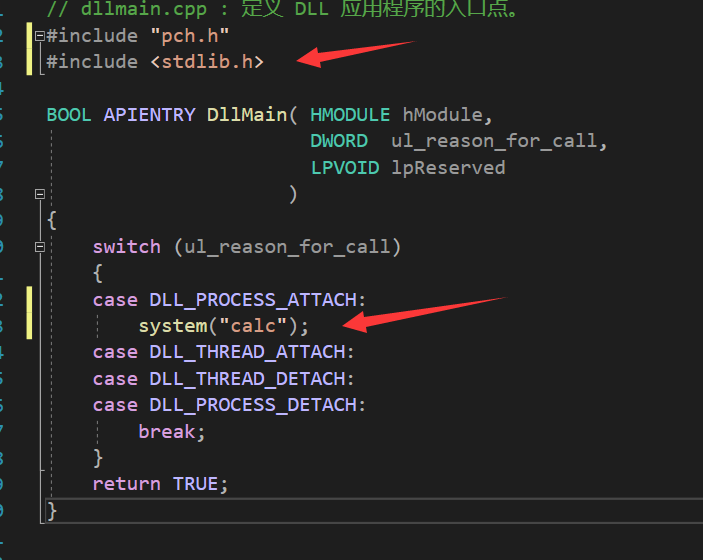 // dllmain.cpp : 定义 DLL 应用程序的入口点。
#include "pch.h"
#include <stdlib.h>
BOOL APIENTRY DllMain( HMODULE hModule,
DWORD ul_reason_for_call,
LPVOID lpReserved
)
{
switch (ul_reason_for_call)
{
case DLL_PROCESS_ATTACH:
system("calc");
case DLL_THREAD_ATTACH:
case DLL_THREAD_DETACH:
case DLL_PROCESS_DETACH:
break;
}
return TRUE;
}